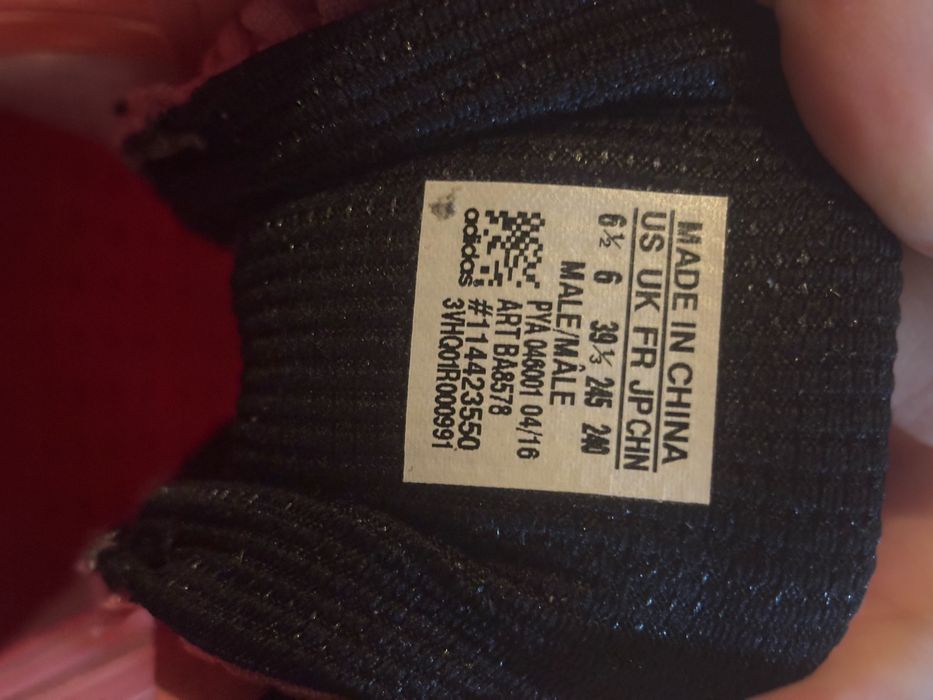 MADE IN CHINA
US UK FR JP CHN
6½ 6 39⅓ 245 240
MALE/MÂLE
PYA 046001 04/16
ART BA8578
#114423550
adidas
3VHQ01R000991